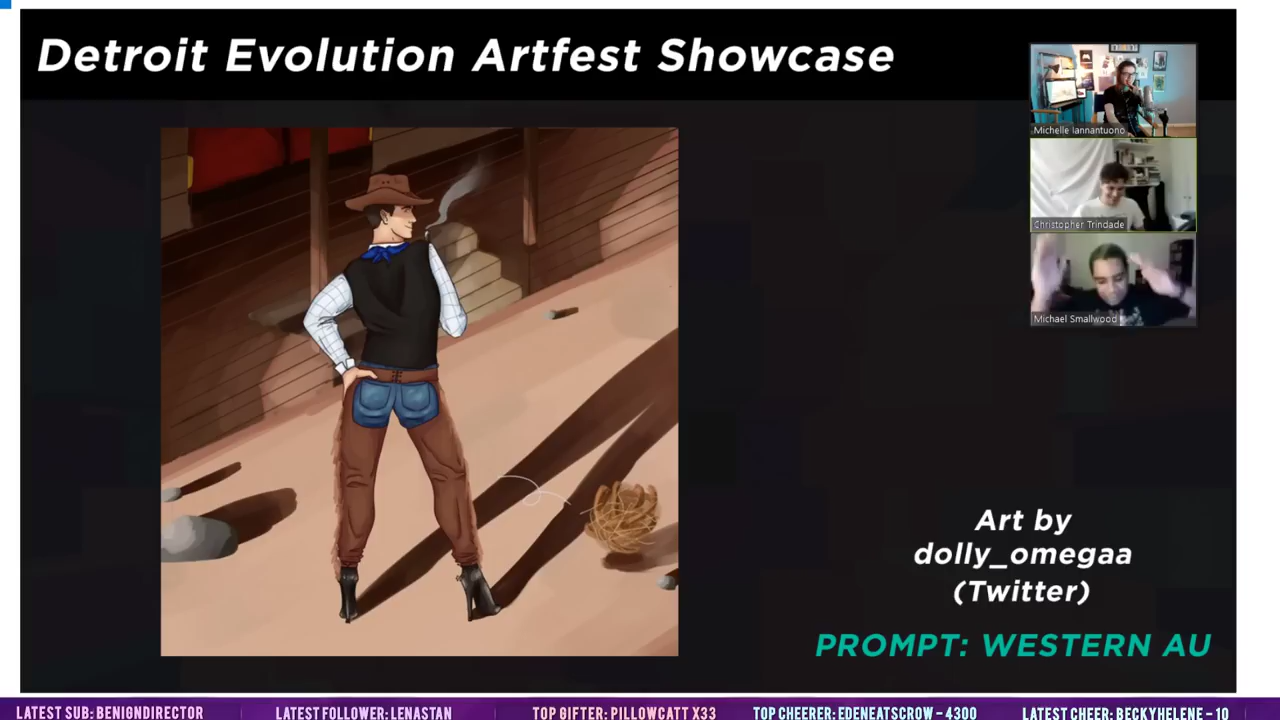 Detroit Evolution Artfest Showcase
Michelle Iannantuono
Christopher Trindade
Michael Smallwood
Art by
dolly_omegaa
(Twitter)
PROMPT: WESTERN AU
LATEST SUB: BENIGNDIRECTOR
LATEST FOLLOWER: LENASTAN
TOP GIFTER: PILLOWCATT X33
TOP CHEERER: EDENEATSCROW - 4300
LATEST CHEER: BECKYHELENE - 10